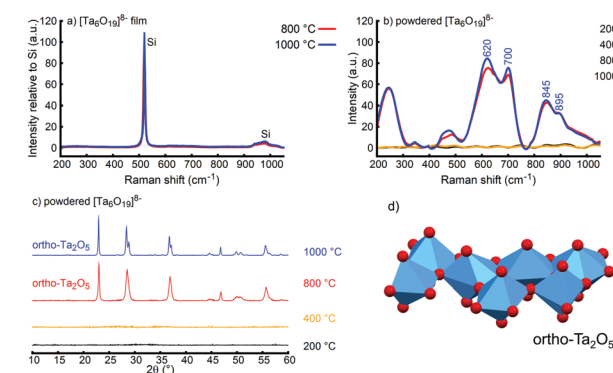 a) [Ta6O19]8- film
Intensity relative to Si (a.u.)
120
100
80
60
40
20
0
Si
Si
800 °C
1000 °C
200 300 400 500 600 700 800 900 1000
Raman shift (cm-1)
b) powdered [Ta6O19]8-
Intensity (a.u.)
120
100
80
60
40
20
0
620
700
845
895
200
400
800
1000
200 300 400 500 600 700 800 900 1000
Raman shift (cm-1)
c) powdered [Ta6O19]8-
ortho-Ta2O5
1000 °C
ortho-Ta2O5
800 °C
400 °C
200 °C
10 15 20 25 30 35 40 45 50 55 60
2θ (°)
d)
ortho-Ta2O5